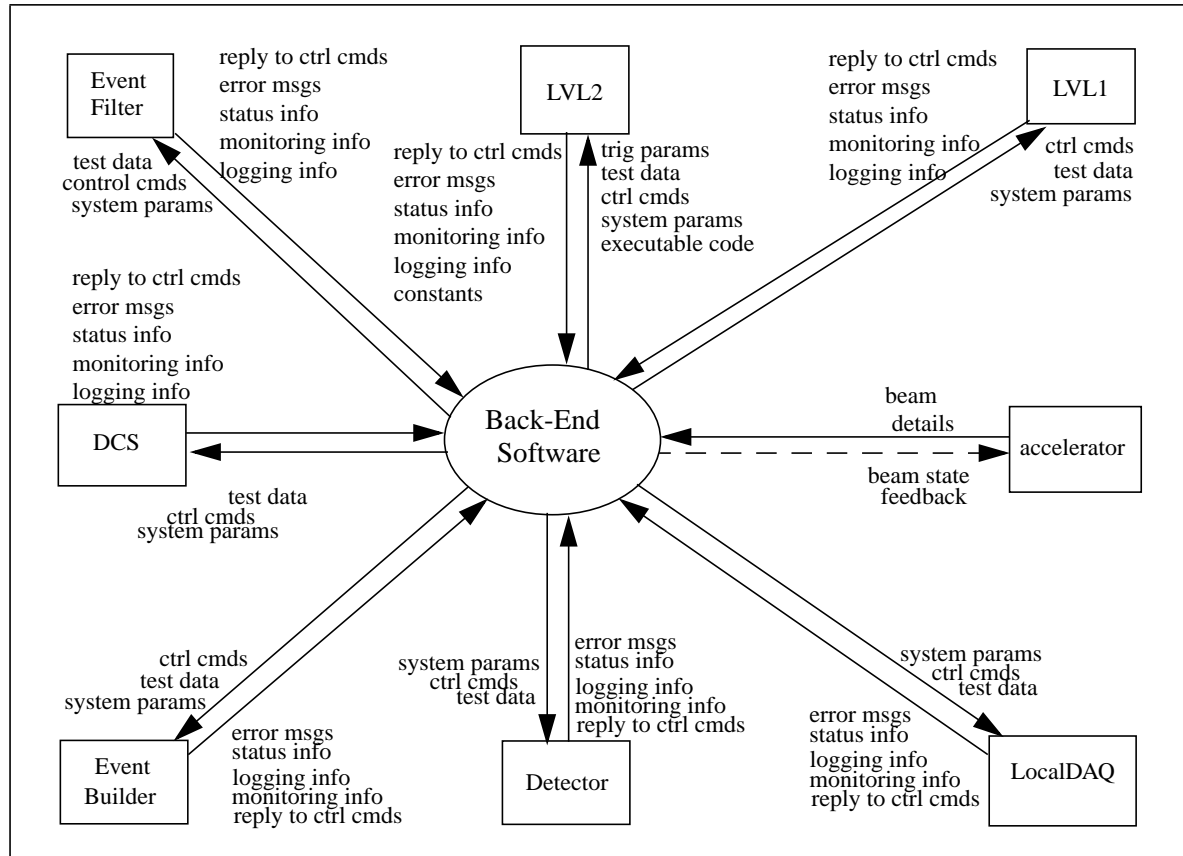 Event
Filter
reply to ctrl cmds
error msgs
status info
monitoring info
logging info
test data
control cmds
system params
LVL2
reply to ctrl cmds
error msgs
status info
monitoring info
logging info
constants
trig params
test data
ctrl cmds
system params
executable code
LVL1
reply to ctrl cmds
error msgs
status info
monitoring info
logging info
ctrl cmds
test data
system params
reply to ctrl cmds
error msgs
status info
monitoring info
logging info
DCS
test data
ctrl cmds
system params
Back-End
Software
beam
details
accelerator
beam state
feedback
ctrl cmds
test data
system params
Event
Builder
error msgs
status info
logging info
monitoring info
reply to ctrl cmds
system params
ctrl cmds
test data
Detector
error msgs
status info
logging info
monitoring info
reply to ctrl cmds
system params
ctrl cmds
test data
error msgs
status info
logging info
monitoring info
reply to ctrl cmds
LocalDAQ